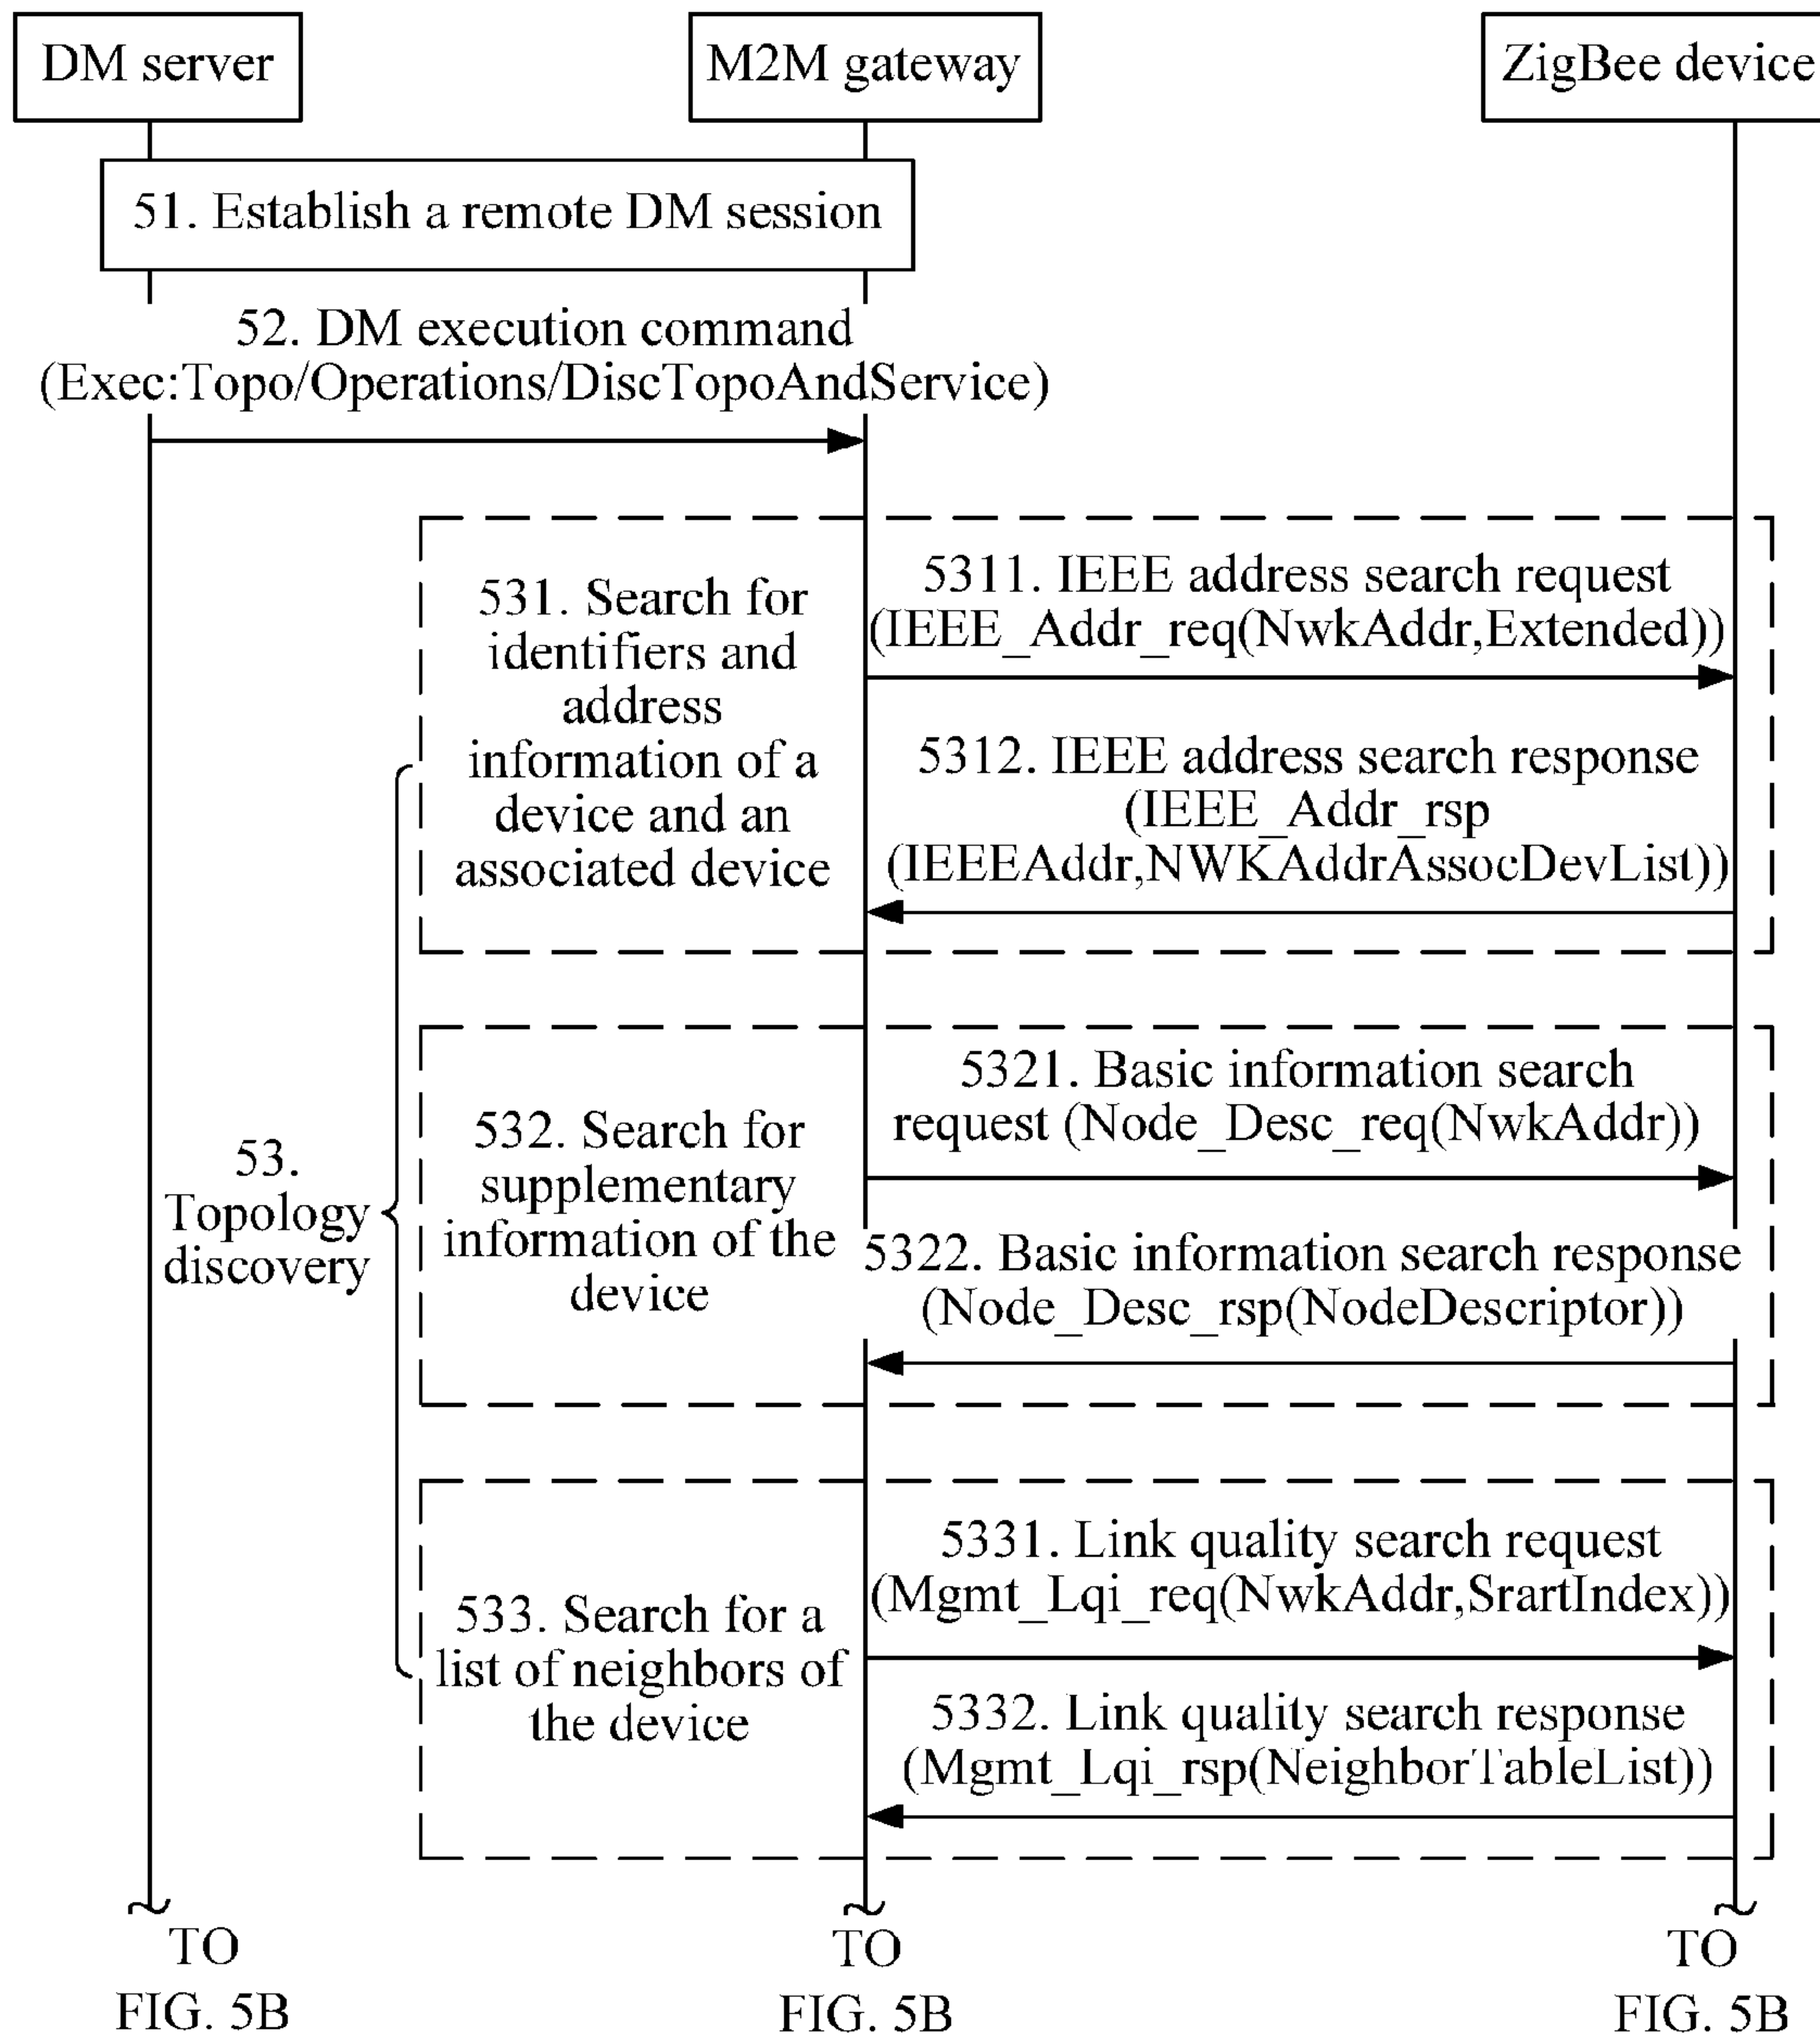 DM server
M2M gateway
ZigBee device
51. Establish a remote DM session
52. DM execution command
(Exec:Topo/Operations/DiscTopoAndService)
531. Search for
identifiers and
address
information of a
device and an
associated device
5311. IEEE address search request
(IEEE_Addr_req(NwkAddr,Extended))
5312. IEEE address search response
(IEEE_Addr_rsp
(IEEEAddr,NWKAddrAssocDevList))
53.
Topology
discovery
532. Search for
supplementary
information of the
device
5321. Basic information search
request (Node_Desc_req(NwkAddr))
5322. Basic information search response
(Node_Desc_rsp(NodeDescriptor))
533. Search for a
list of neighbors of
the device
5331. Link quality search request
(Mgmt_Lqi_req(NwkAddr,SrartIndex))
5332. Link quality search response
(Mgmt_Lqi_rsp(NeighborTableList))
TO
FIG. 5B
TO
FIG. 5B
TO
FIG. 5B